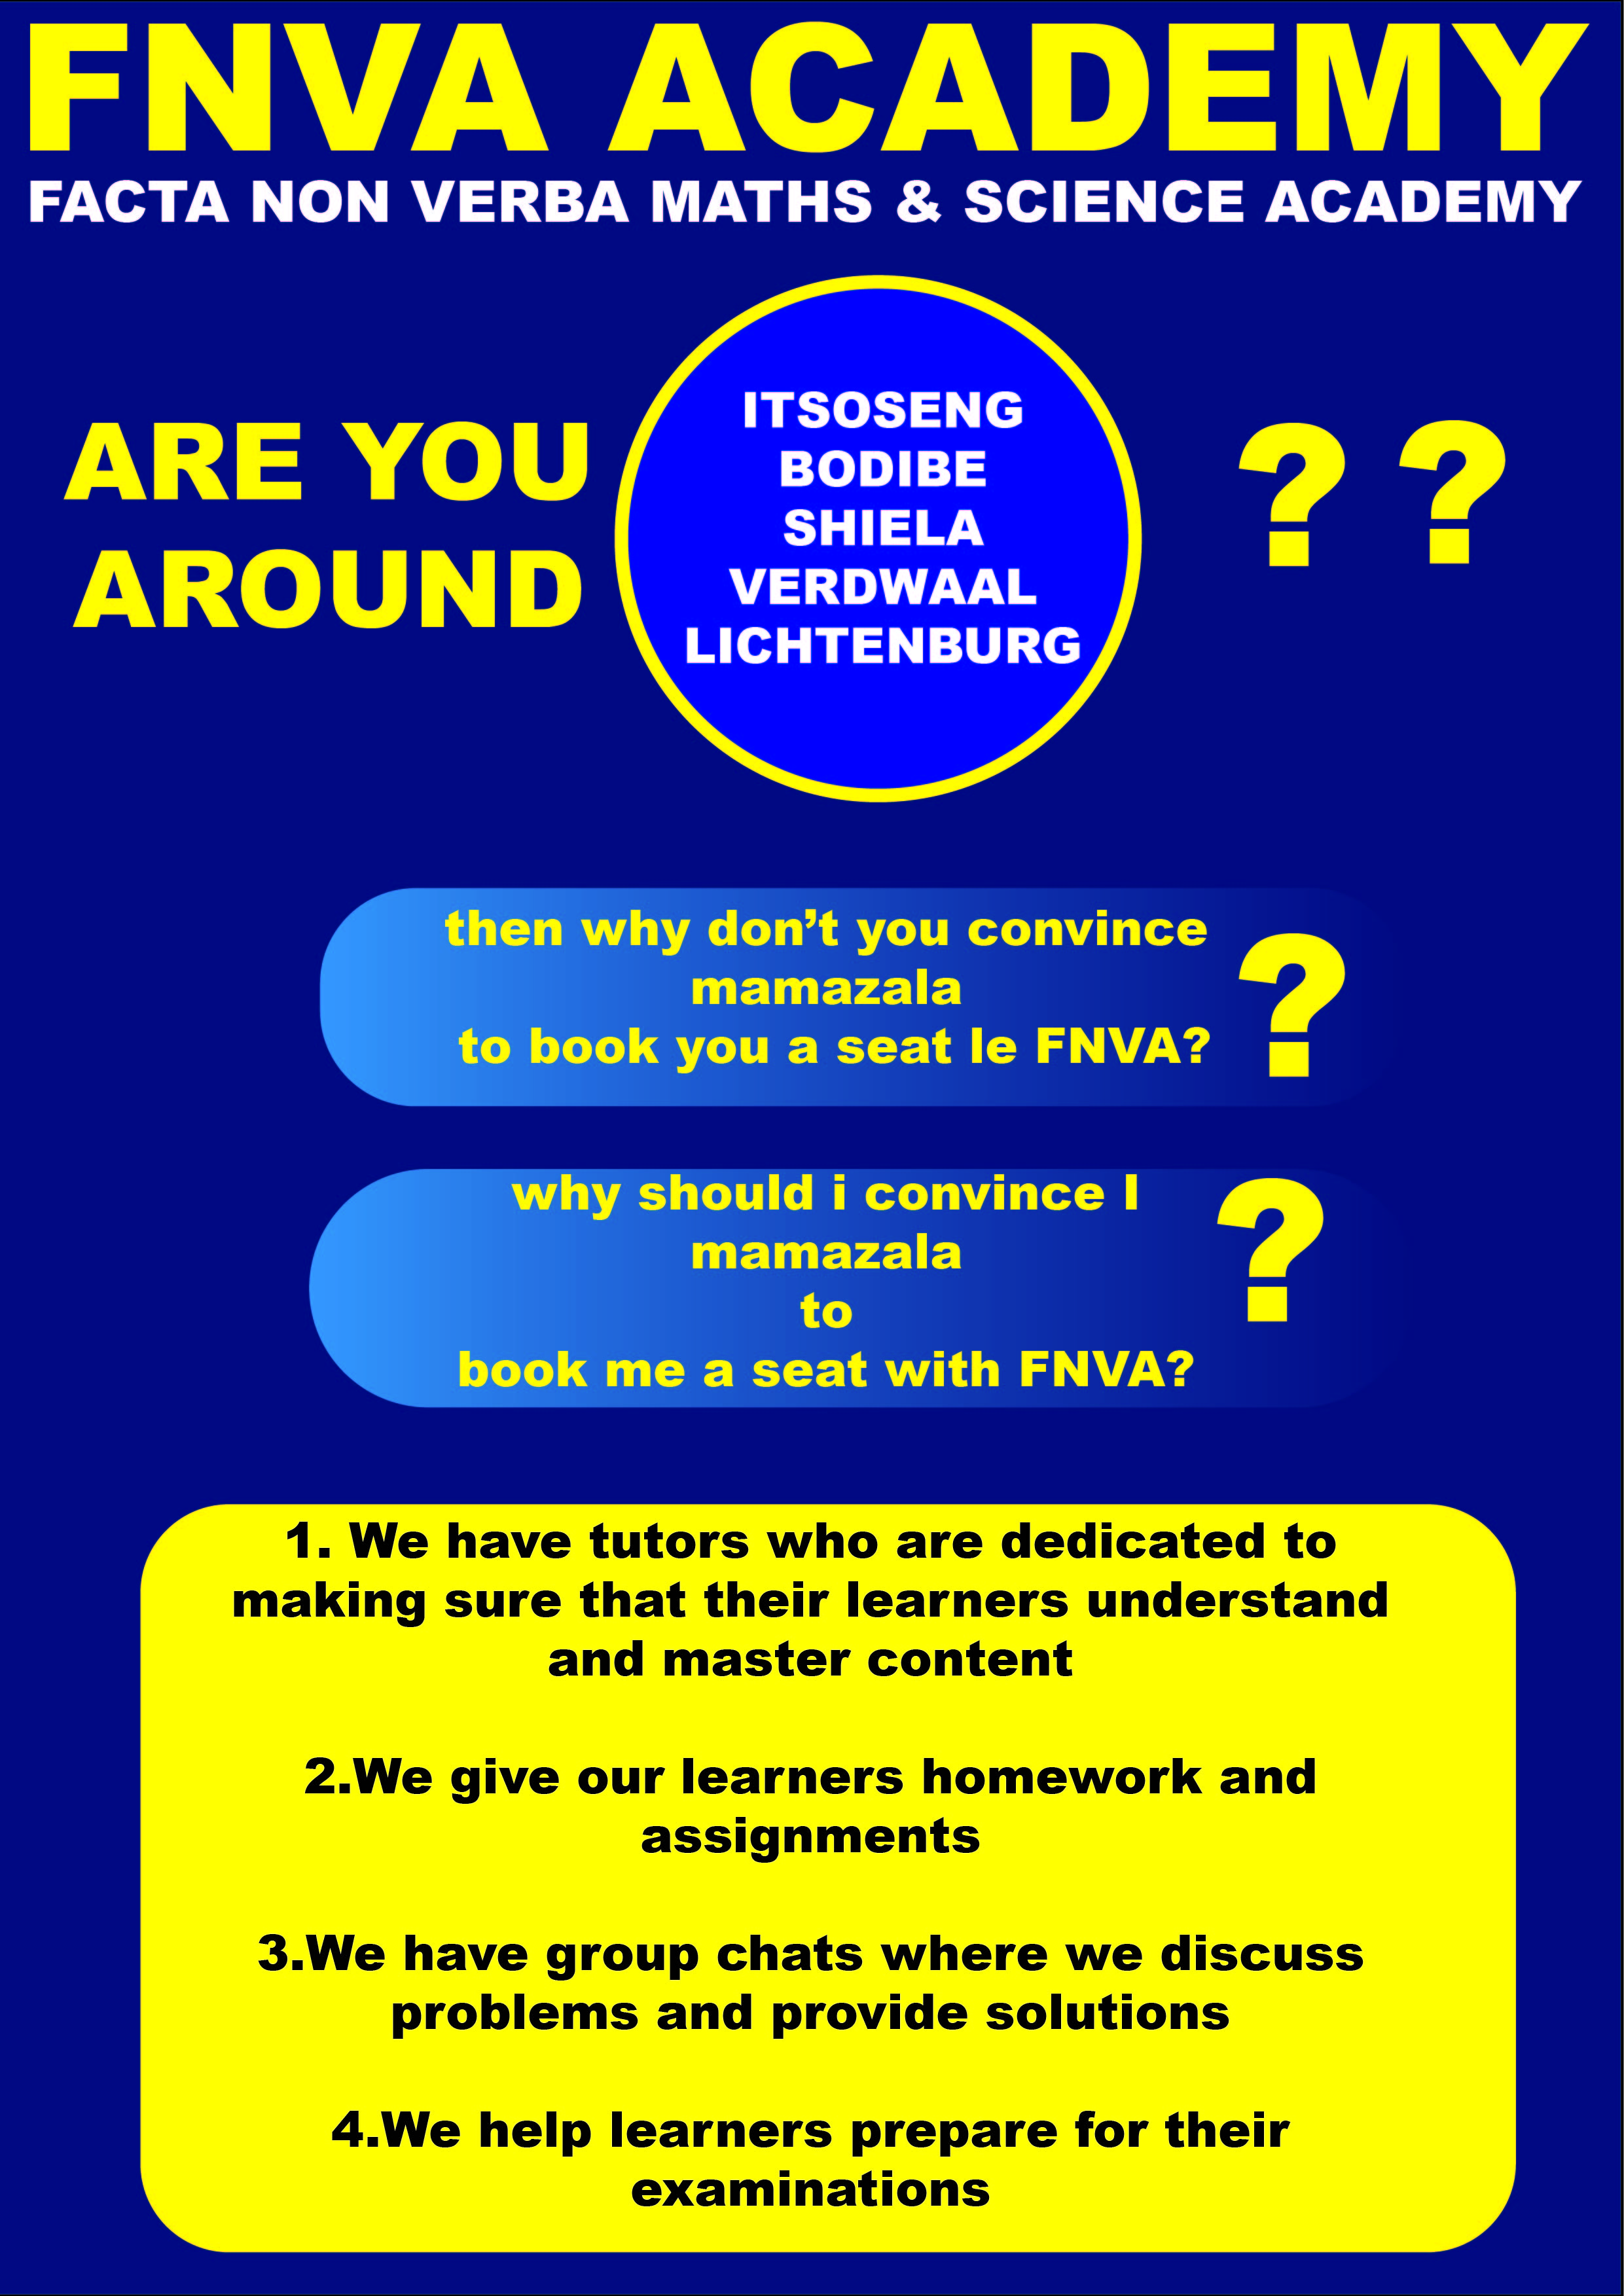 FNVA ACADEMY
FACTA NON VERBA MATHS & SCIENCE ACADEMY
ARE YOU
AROUND
ITSOSENG
BODIBE
SHIELA
VERDWAAL
LICHTENBURG
? ?
then why don’t you convince
mamazala
to book you a seat le FNVA?
?
why should i convince I
mamazala
to
book me a seat with FNVA?
?
1. We have tutors who are dedicated to
making sure that their learners understand
and master content
2.We give our learners homework and
assignments
3.We have group chats where we discuss
problems and provide solutions
4.We help learners prepare for their
examinations